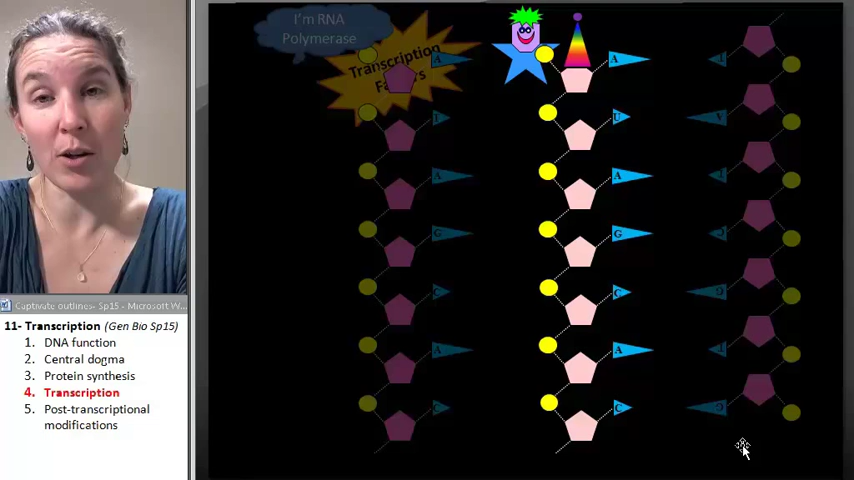 I'm RNA
Polymerase
Transcription
Factors
A
A
T
U
A
A
G
G
C
C
A
A
C
C
Captivate outlines- Sp15 - Microsoft W...
11- Transcription (Gen Bio Sp15)
1. DNA function
2. Central dogma
3. Protein synthesis
4. Transcription
5. Post-transcriptional
modifications